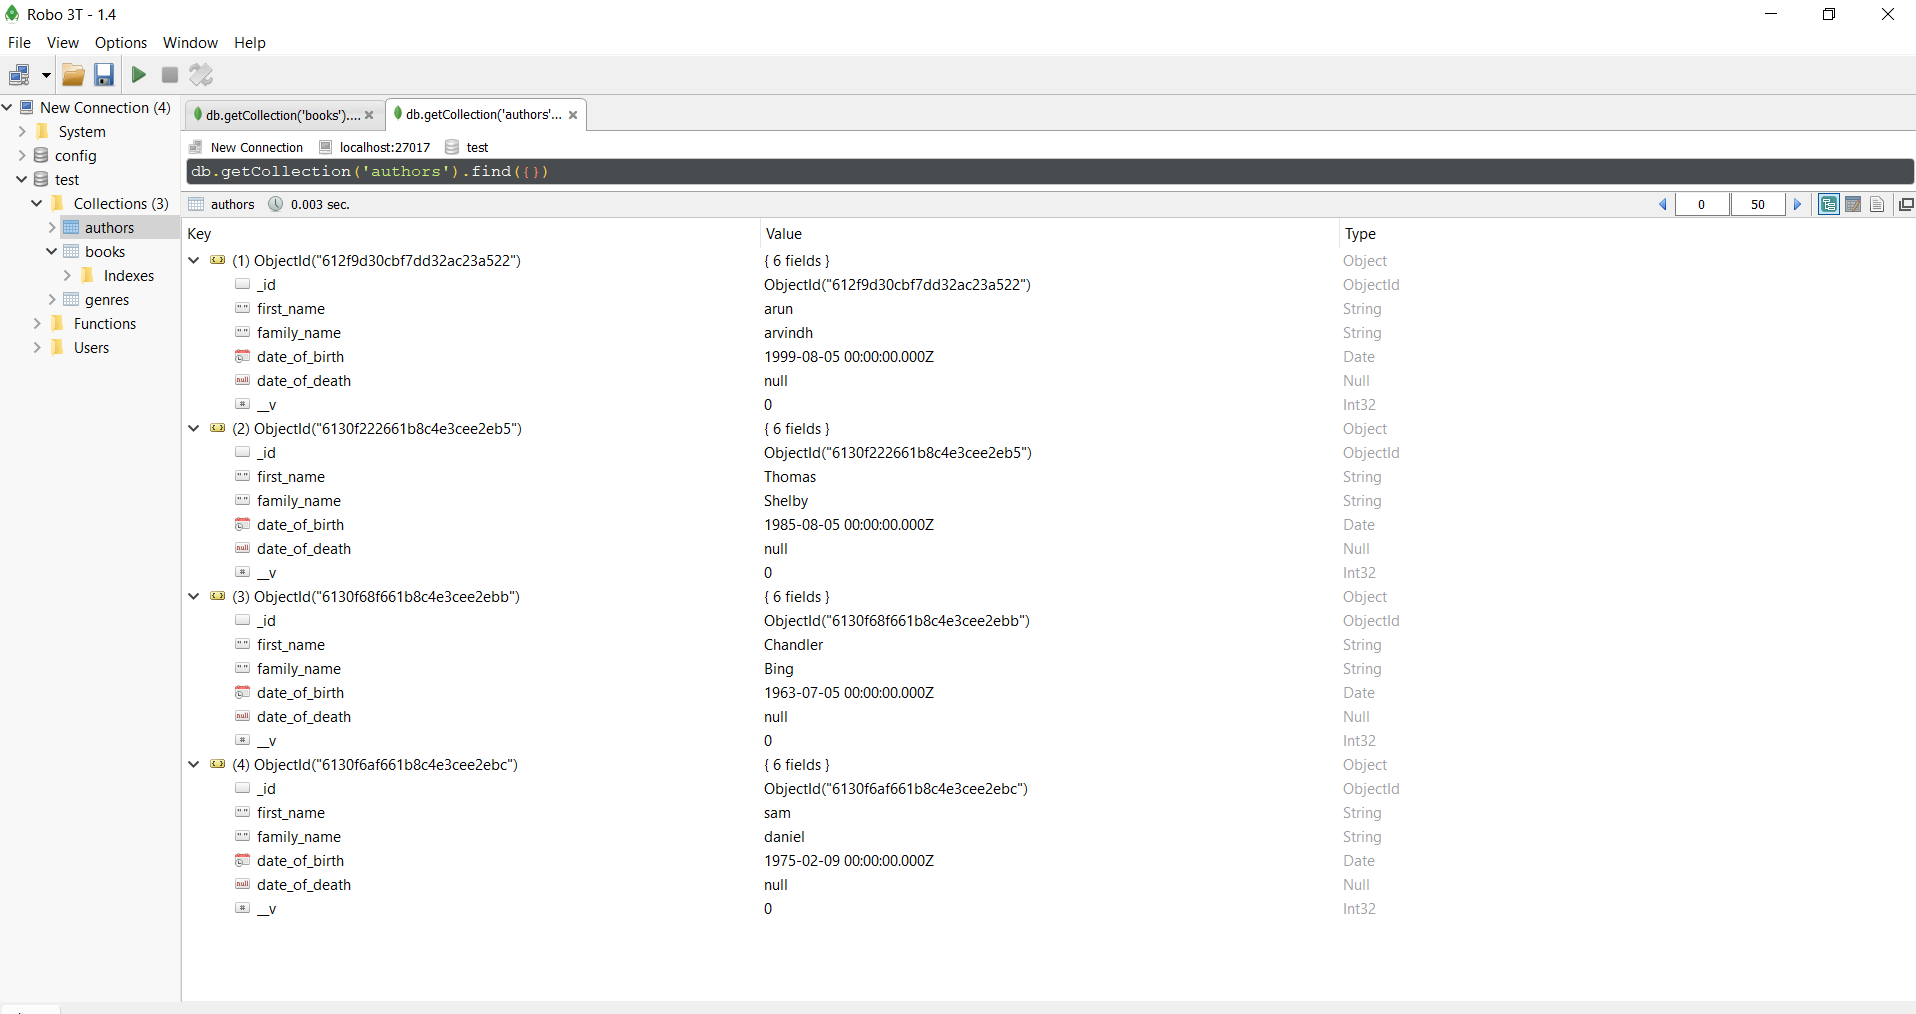 Robo 3T - 1.4
File View Options Window Help
New Connection (4)
System
config
test
Collections (3)
authors
books
Indexes
genres
Functions
Users
db.getCollection('books').... db.getCollection('authors'...
New Connection localhost:27017 test
db.getCollection('authors').find({})
authors 0.003 sec. 0 50
Key Value Type
(1) ObjectId("612f9d30cbf7dd32ac23a522") { 6 fields } Object
_id ObjectId("612f9d30cbf7dd32ac23a522") ObjectId
first_name arun String
family_name arvindh String
date_of_birth 1999-08-05 00:00:00.000Z Date
date_of_death null Null
__v 0 Int32
(2) ObjectId("6130f222661b8c4e3cee2eb5") { 6 fields } Object
_id ObjectId("6130f222661b8c4e3cee2eb5") ObjectId
first_name Thomas String
family_name Shelby String
date_of_birth 1985-08-05 00:00:00.000Z Date
date_of_death null Null
__v 0 Int32
(3) ObjectId("6130f68f661b8c4e3cee2ebb") { 6 fields } Object
_id ObjectId("6130f68f661b8c4e3cee2ebb") ObjectId
first_name Chandler String
family_name Bing String
date_of_birth 1963-07-05 00:00:00.000Z Date
date_of_death null Null
__v 0 Int32
(4) ObjectId("6130f6af661b8c4e3cee2ebc") { 6 fields } Object
_id ObjectId("6130f6af661b8c4e3cee2ebc") ObjectId
first_name sam String
family_name daniel String
date_of_birth 1975-02-09 00:00:00.000Z Date
date_of_death null Null
__v 0 Int32